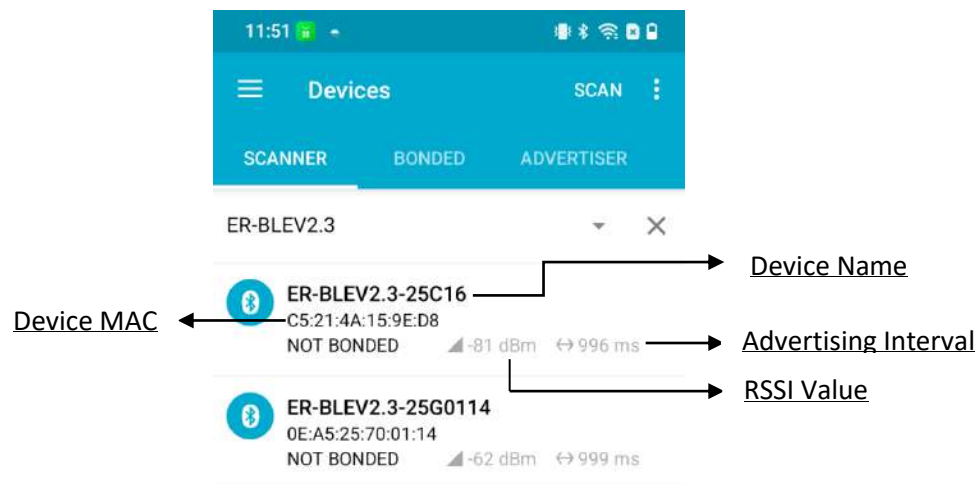 11:51
Devices SCAN
SCANNER BONDED ADVERTISER
ER-BLEV2.3
Device Name
ER-BLEV2.3-25C16
Device MAC
C5:21:4A:15:9E:D8
NOT BONDED -81 dBm 996 ms
Advertising Interval
RSSI Value
ER-BLEV2.3-25G0114
0E:A5:25:70:01:14
NOT BONDED -62 dBm 999 ms